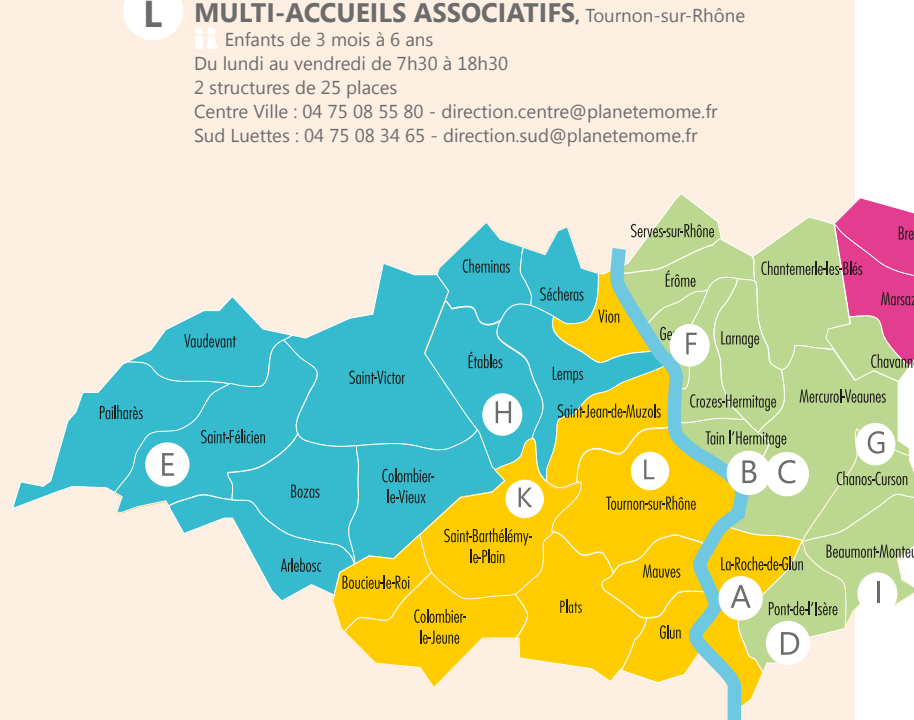 L
MULTI-ACCUEILS ASSOCIATIFS, Tournon-sur-Rhône
Enfants de 3 mois à 6 ans
Du lundi au vendredi de 7h30 à 18h30
2 structures de 25 places
Centre Ville : 04 75 08 55 80 - direction.centre@planetemome.fr
Sud Luettes : 04 75 08 34 65 - direction.sud@planetemome.fr
Serves-sur-Rhône
Bre
Cheminas
Chantemerle-les-Blés
Érôme
Sécheras
Marsaz
Vion
Ge
F
Larnage
Vaudevant
Étables
Chavann
Saint-Victor
Lemps
Mercurol-Veaunes
Crozes-Hermitage
Pailharès
H
Saint-Jean-de-Muzols
Saint-Félicien
Tain l'Hermitage
G
E
L
B
C
Colombier-
le-Vieux
Chanos-Curson
Bozas
K
Tournon-sur-Rhône
Saint-Barthélémy-
le-Plain
Beaumont-Monteu
Arlebosc
La-Roche-de-Glun
Mauves
Boucieu-le-Roi
A
I
Plats
Pont-de-l'Isère
Colombier-
le-Jeune
Glun
D